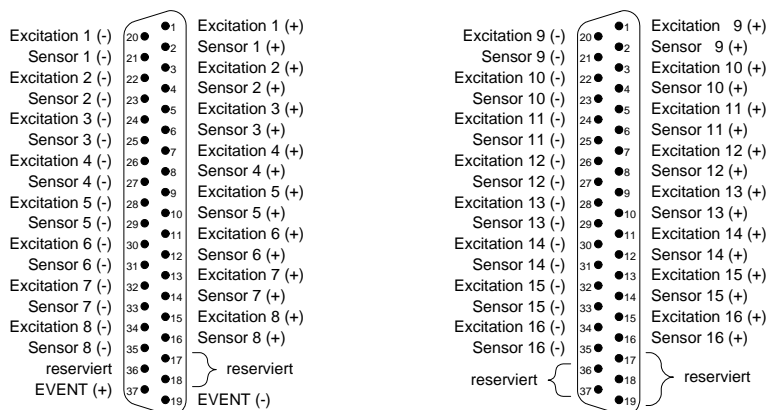 1 Excitation 1 (+)
Excitation 1 (-) 20
2 Sensor 1 (+)
Sensor 1 (-) 21
3 Excitation 2 (+)
Excitation 2 (-) 22
4 Sensor 2 (+)
Sensor 2 (-) 23
5 Excitation 3 (+)
Excitation 3 (-) 24
6 Sensor 3 (+)
Sensor 3 (-) 25
7 Excitation 4 (+)
Excitation 4 (-) 26
8 Sensor 4 (+)
Sensor 4 (-) 27
9 Excitation 5 (+)
Excitation 5 (-) 28
10 Sensor 5 (+)
Sensor 5 (-) 29
11 Excitation 6 (+)
Excitation 6 (-) 30
12 Sensor 6 (+)
Sensor 6 (-) 31
13 Excitation 7 (+)
Excitation 7 (-) 32
14 Sensor 7 (+)
Sensor 7 (-) 33
15 Excitation 8 (+)
Excitation 8 (-) 34
16 Sensor 8 (+)
Sensor 8 (-) 35
17
reserviert 36
18 reserviert
EVENT (+) 37
19 EVENT (-)
1 Excitation 9 (+)
Excitation 9 (-) 20
2 Sensor 9 (+)
Sensor 9 (-) 21
3 Excitation 10 (+)
Excitation 10 (-) 22
4 Sensor 10 (+)
Sensor 10 (-) 23
5 Excitation 11 (+)
Excitation 11 (-) 24
6 Sensor 11 (+)
Sensor 11 (-) 25
7 Excitation 12 (+)
Excitation 12 (-) 26
8 Sensor 12 (+)
Sensor 12 (-) 27
9 Excitation 13 (+)
Excitation 13 (-) 28
10 Sensor 13 (+)
Sensor 13 (-) 29
11 Excitation 14 (+)
Excitation 14 (-) 30
12 Sensor 14 (+)
Sensor 14 (-) 31
13 Excitation 15 (+)
Excitation 15 (-) 32
14 Sensor 15 (+)
Sensor 15 (-) 33
15 Excitation 16 (+)
Excitation 16 (-) 34
16 Sensor 16 (+)
Sensor 16 (-) 35
17
reserviert 36
18 reserviert
37
19